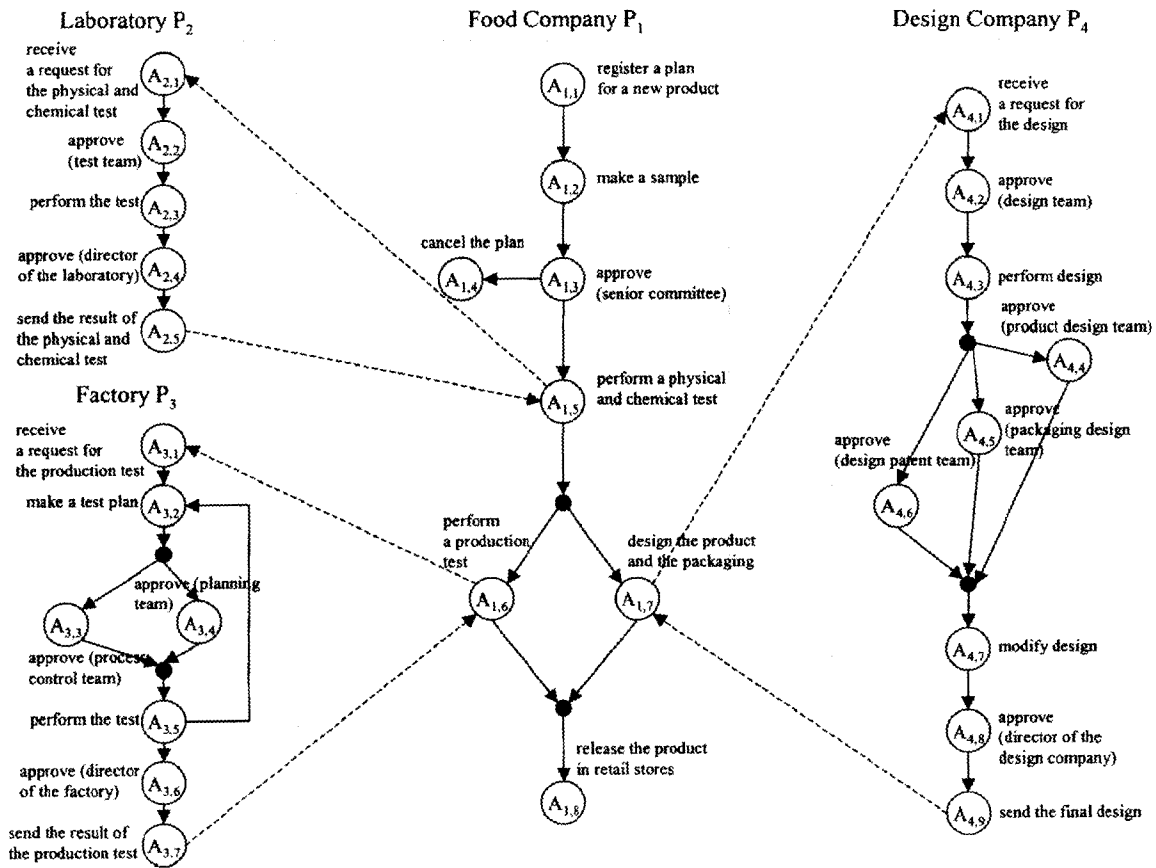 Laboratory P2
receive
a request for
the physical and
chemical test
A2,1
approve
(test team)
A2,2
perform the test
A2,3
approve (director
of the laboratory)
A2,4
send the result of
the physical and
chemical test
A2,5
Factory P3
receive
a request for
the production test
A3,1
make a test plan
A3,2
approve (planning
team)
A3,3
A3,4
approve (process
control team)
perform the test
A3,5
approve (director
of the factory)
A3,6
send the result of
the production test
A3,7
Food Company P1
A1,1
register a plan
for a new product
A1,2
make a sample
cancel the plan
A1,4
A1,3
approve
(senior committee)
A1,5
perform a physical
and chemical test
perform
a production
test
A1,6
design the product
and the packaging
A1,7
release the product
in retail stores
A3,8
Design Company P4
A4,1
receive
a request for
the design
A4,2
approve
(design team)
A4,3
perform design
approve
(product design team)
A4,4
A4,5
approve
(packaging design
team)
approve
(design patent team)
A4,6
A4,7
modify design
A4,8
approve
(director of the
design company)
A4,9
send the final design